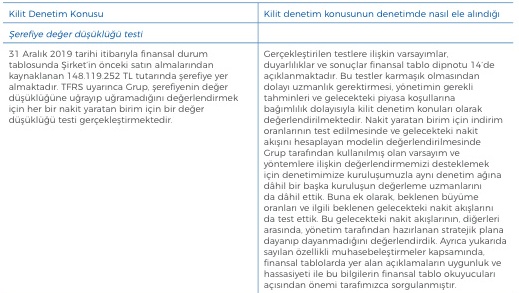 Kilit Denetim Konusu
Kilit denetim konusunun denetimde nasıl ele alındığı
Şerefiye değer düşüklüğü testi
31 Aralık 2019 tarihi itibarıyla finansal durum
tablosunda Şirket'in önceki satın almalarından
kaynaklanan 148.119.252 TL tutarında şerefiye yer
almaktadır. TFRS uyarınca Grup, şerefiyenin değer
düşüklüğüne uğrayıp uğramadığını değerlendirmek
için her bir nakit yaratan birim için bir değer
düşüklüğü testi gerçekleştirmektedir.
Gerçekleştirilen testlere ilişkin varsayımlar,
duyarlılıklar ve sonuçlar finansal tablo dipnotu 14'de
açıklanmaktadır. Bu testler karmaşık olmasından
dolayı uzmanlık gerektirmesi, yönetimin gerekli
tahminleri ve gelecekteki piyasa koşullarına
bağımlılık dolayısıyla kilit denetim konuları olarak
değerlendirilmektedir. Nakit yaratan birim için indirim
oranlarının test edilmesinde ve gelecekteki nakit
akışını hesaplayan modelin değerlendirilmesinde
Grup tarafından kullanılmış olan varsayım ve
yöntemlere ilişkin değerlendirmemizi desteklemek
için denetimimize kuruluşumuzla aynı denetim ağına
dâhil bir başka kuruluşun değerleme uzmanlarını
da dâhil ettik. Buna ek olarak, beklenen büyüme
oranları ve ilgili beklenen gelecekteki nakit akışlarını
da test ettik. Bu gelecekteki nakit akışlarının, diğerleri
arasında, yönetim tarafından hazırlanan stratejik plana
dayanıp dayanmadığını değerlendirdik. Ayrıca yukarıda
sayılan özellikli muhasebeleştirmeler kapsamında,
finansal tablolarda yer alan açıklamaların uygunluk ve
hassasiyeti ile bu bilgilerin finansal tablo okuyucuları
açısından önemi tarafımızca sorgulanmıştır.